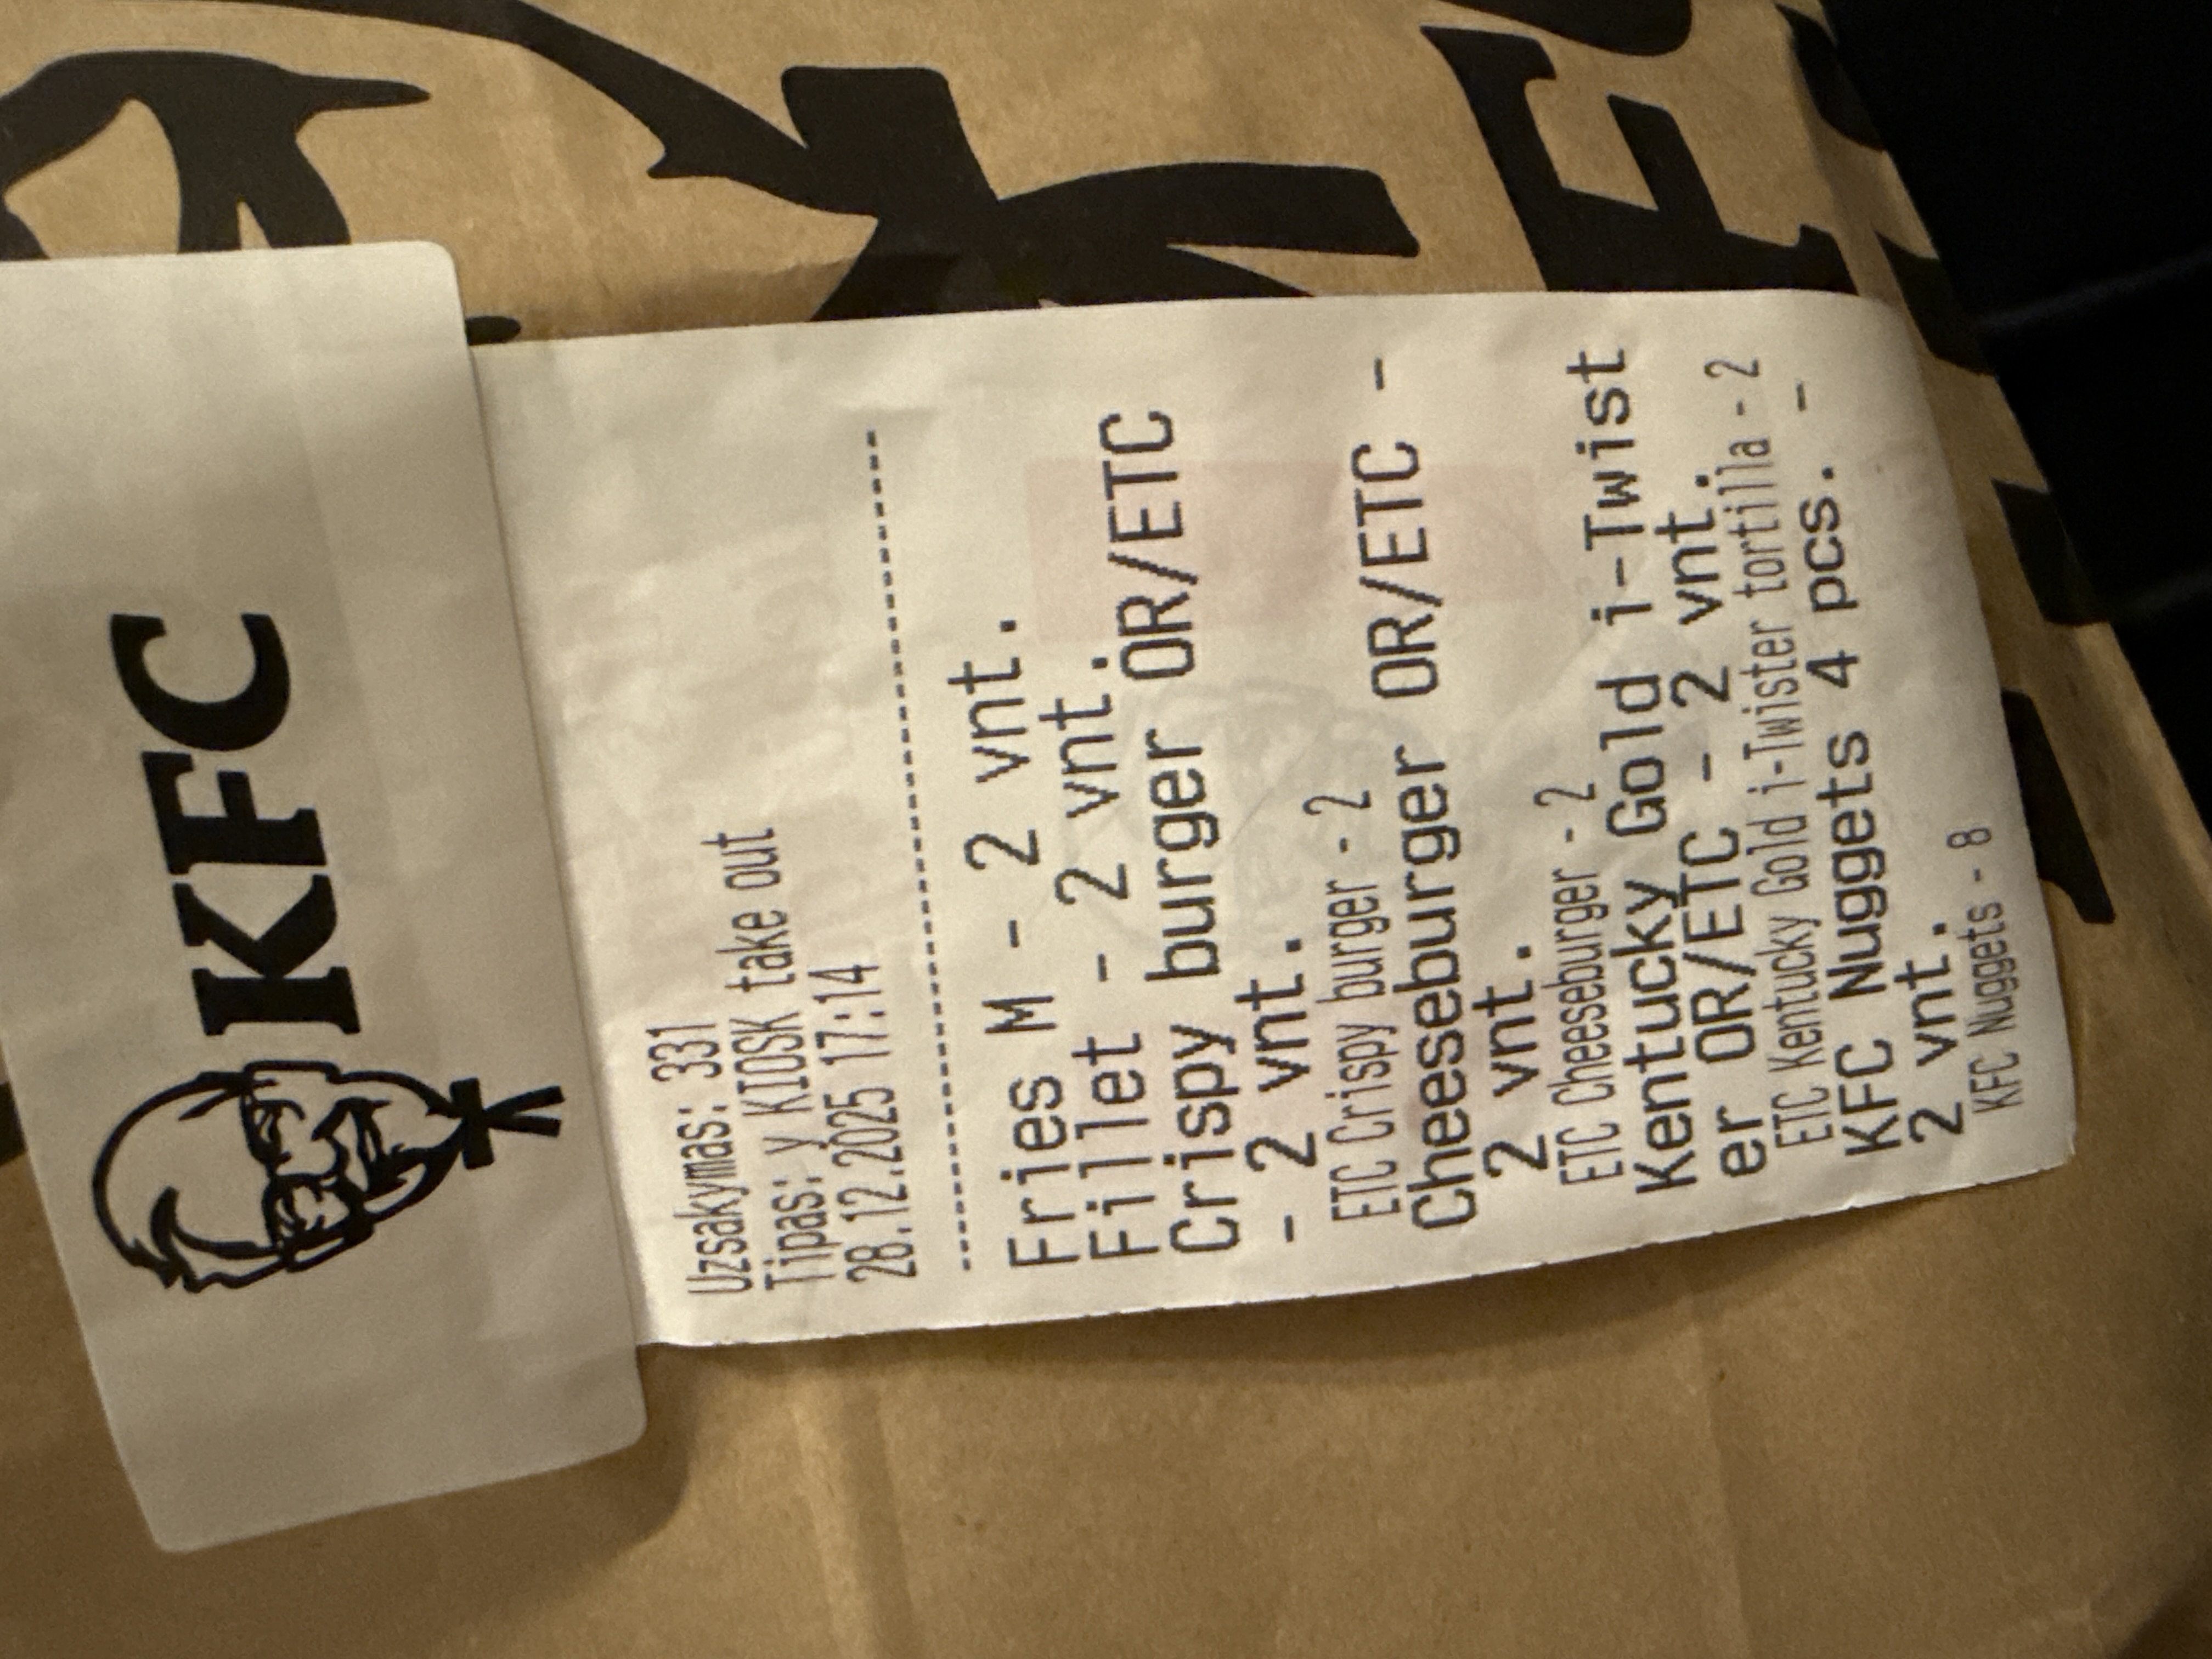 KFC
Uzsakymas: 331
Tipas: y KIOSK take out
28.12.2025 17:14
Fries M - 2 vnt.
Fillet - 2 vnt.
Crispy burger OR/ETC
- 2 vnt.
ETC Crispy burger - 2
Cheeseburger OR/ETC -
2 vnt.
ETC Cheeseburger - 2
Kentucky Gold i-Twist
er OR/ETC - 2 vnt.
ETC Kentucky Gold i-Twister tortilla - 2
KFC Nuggets 4 pcs. -
2 vnt.
KFC Nuggets - 8